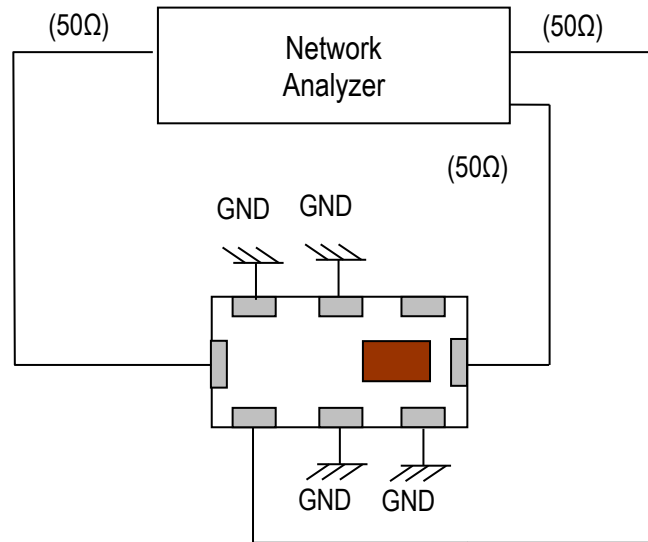 (50Ω)
Network
Analyzer
(50Ω)
(50Ω)
GND
GND
GND
GND